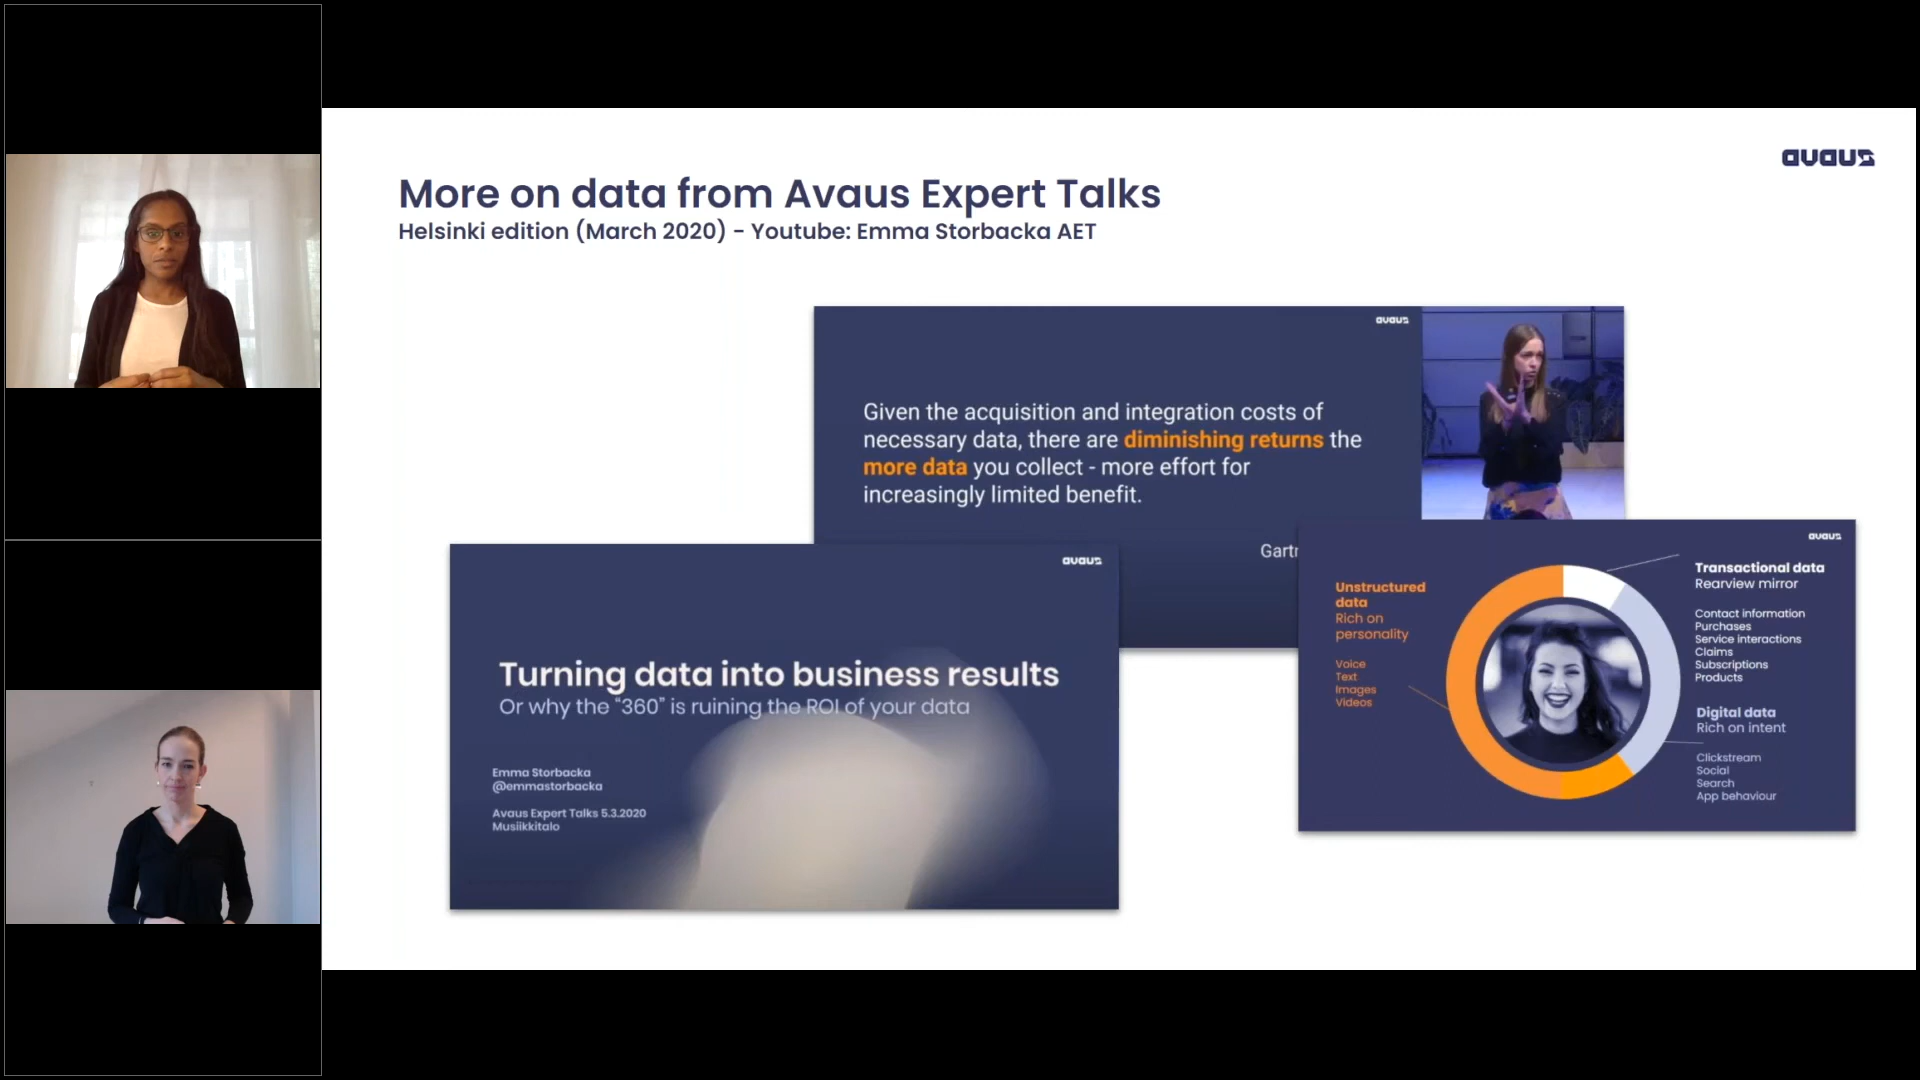 avaus
More on data from Avaus Expert Talks
Helsinki edition (March 2020) - Youtube: Emma Storbacka AET
avaus
Given the acquisition and integration costs of
necessary data, there are diminishing returns the
more data you collect - more effort for
increasingly limited benefit.
avaus
Turning data into business results
Or why the "360" is ruining the ROI of your data
Emma Storbacka
@emmastorbacka
Avaus Expert Talks 5.3.2020
Musiikkitalo
avaus
Unstructured
data
Rich on
personality
Voice
Text
Images
Videos
Transactional data
Rearview mirror
Contact information
Purchases
Service interactions
Claims
Subscriptions
Products
Digital data
Rich on intent
Clickstream
Social
Search
App behaviour